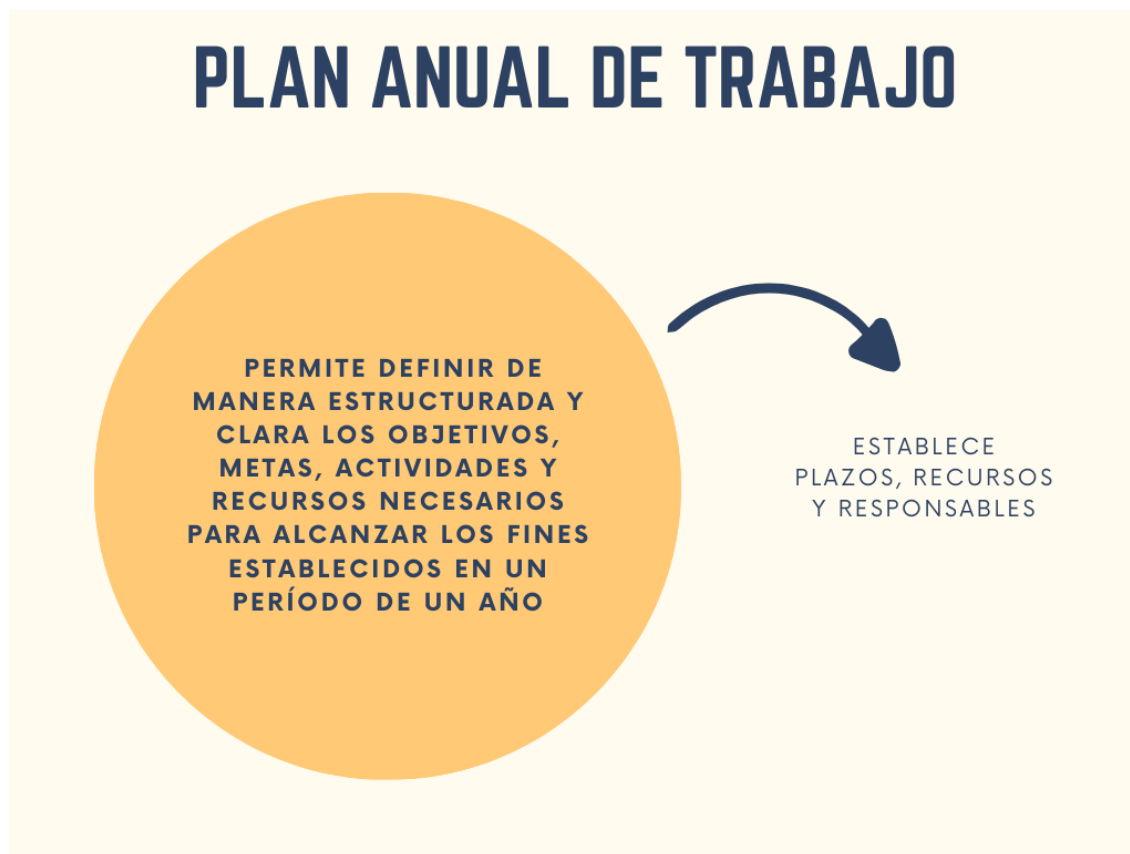 PLAN ANUAL DE TRABAJO
PERMITE DEFINIR DE
MANERA ESTRUCTURADA Y
CLARA LOS OBJETIVOS,
METAS, ACTIVIDADES Y
RECURSOS NECESARIOS
PARA ALCANZAR LOS FINES
ESTABLECIDOS EN UN
PERÍODO DE UN AÑO
ESTABLECE
PLAZOS, RECURSOS
Y RESPONSABLES